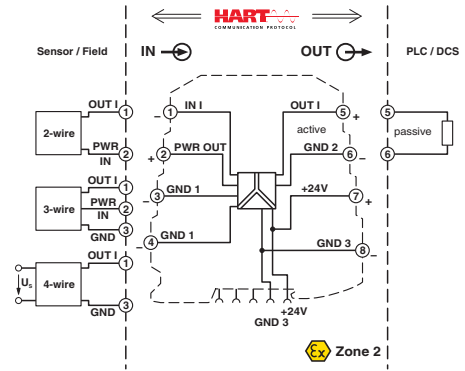 HART
COMMUNICATION PROTOCOL
Sensor / Field
IN
OUT
PLC / DCS
OUT I
1
2-wire
PWR
IN
2
OUT I
1
3-wire
PWR
IN
2
GND
3
OUT I
1
Us
4-wire
GND
3
1
IN I
−
2
PWR OUT
+
3
GND 1
−
4
GND 1
−
OUT I
5
+
active
GND 2
6
−
+24V
7
+
GND 3
8
−
+24V
GND 3
5
passive
6
Ex
Zone 2